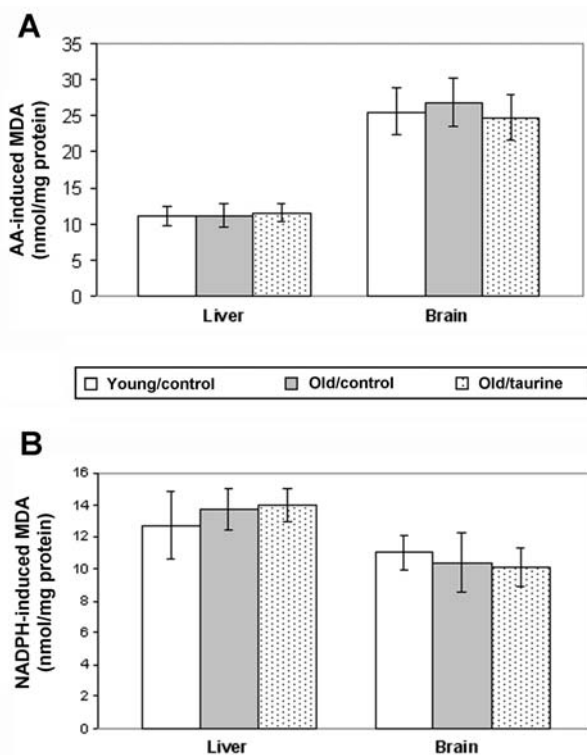 A
AA-induced MDA
(nmol/mg protein)
35
30
25
20
15
10
5
0
Liver Brain
Young/control Old/control Old/taurine
B
NADPH-induced MDA
(nmol/mg protein)
16
14
12
10
8
6
4
2
0
Liver Brain